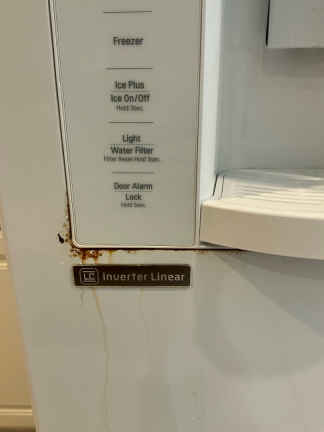 Freezer
Ice Plus
Ice On/Off
Hold 3sec.
Light
Water Filter
Filter Reset Hold 3sec.
Door Alarm
Lock
Hold 3sec.
Inverter Linear